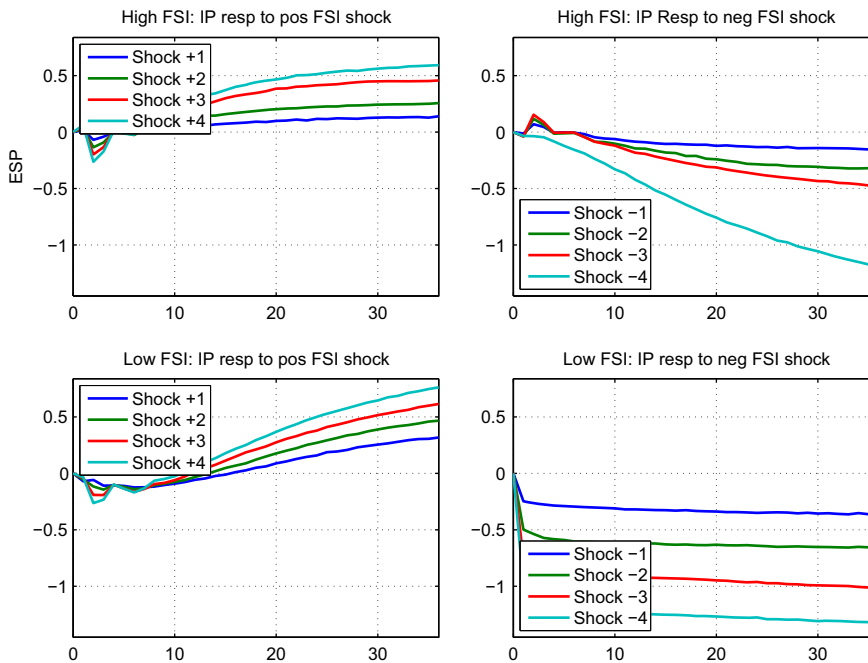 High FSI: IP resp to pos FSI shock
High FSI: IP Resp to neg FSI shock
ESP
0.5
0
−0.5
−1
0
10
20
30
Shock +1
Shock +2
Shock +3
Shock +4
0.5
0
−0.5
−1
0
10
20
30
Shock −1
Shock −2
Shock −3
Shock −4
Low FSI: IP resp to pos FSI shock
Low FSI: IP resp to neg FSI shock
0.5
0
−0.5
−1
0
10
20
30
Shock +1
Shock +2
Shock +3
Shock +4
0.5
0
−0.5
−1
0
10
20
30
Shock −1
Shock −2
Shock −3
Shock −4